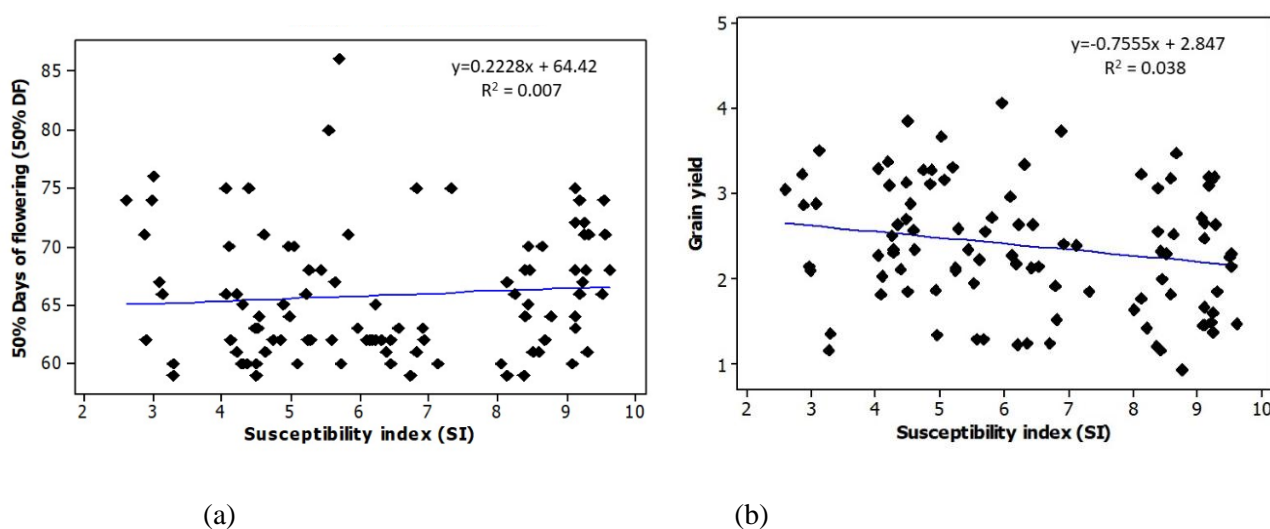 y=0.2228x + 64.42
R² = 0.007
50% Days of flowering (50% DF)
85
80
75
70
65
60
2 3 4 5 6 7 8 9 10
Susceptibility index (SI)
(a)
y=-0.7555x + 2.847
R² = 0.038
Grain yield
5
4
3
2
1
2 3 4 5 6 7 8 9 10
Susceptibility index (SI)
(b)